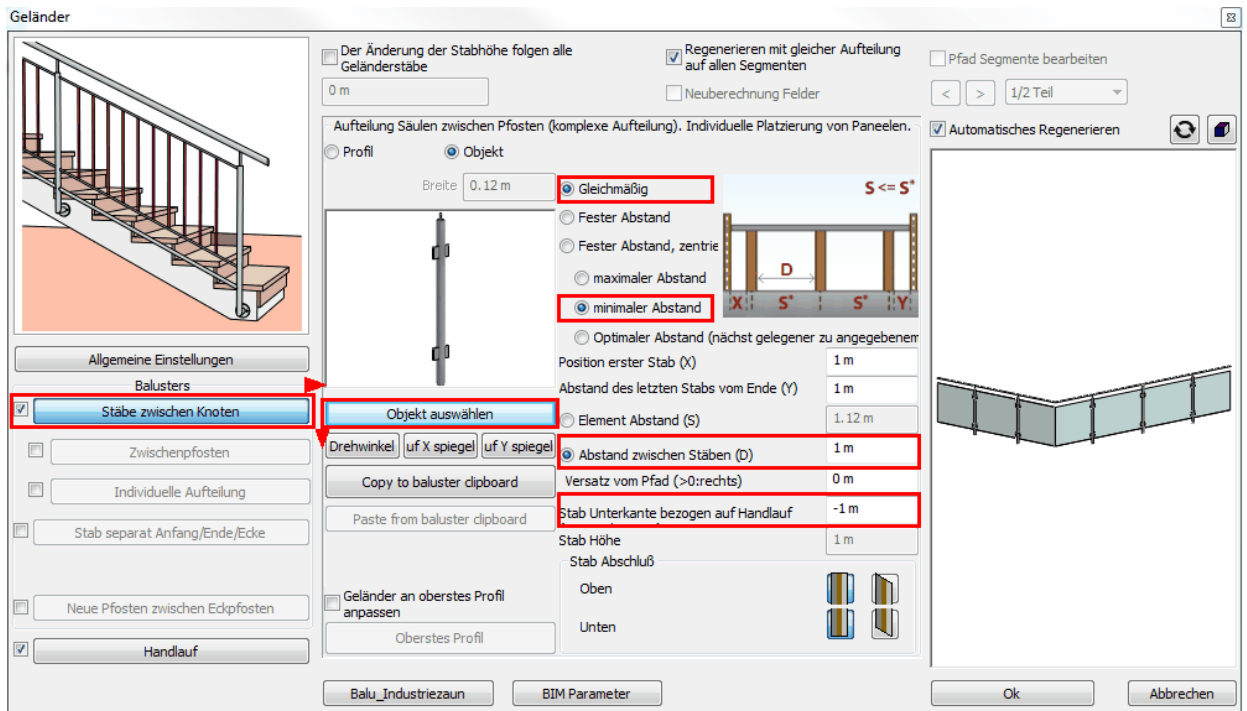 Geländer
Der Änderung der Stabhöhe folgen alle
Geländerstäbe
0 m
Regenerieren mit gleicher Aufteilung
auf allen Segmenten
Neuberechnung Felder
Pfad Segmente bearbeiten
<
>
1/2 Teil
Automatisches Regenerieren
Aufteilung Säulen zwischen Pfosten (komplexe Aufteilung). Individuelle Platzierung von Paneelen.
Profil
Objekt
Breite
0.12 m
Gleichmäßig
Fester Abstand
Fester Abstand, zentrie
maximaler Abstand
minimaler Abstand
Optimaler Abstand (nächst gelegener zu angegebenem
S <= S*
D
X
S*
S*
Y
Position erster Stab (X)
1 m
Abstand des letzten Stabs vom Ende (Y)
1 m
Element Abstand (S)
1.12 m
Abstand zwischen Stäben (D)
1 m
Versatz vom Pfad (>0:rechts)
0 m
Stab Unterkante bezogen auf Handlauf
-1 m
Stab Höhe
1 m
Stab Abschluß
Oben
Unten
Allgemeine Einstellungen
Balusters
Stäbe zwischen Knoten
Zwischenpfosten
Individuelle Aufteilung
Stab separat Anfang/Ende/Ecke
Neue Pfosten zwischen Eckpfosten
Handlauf
Objekt auswählen
Drehwinkel
uf X spiegel
uf Y spiegel
Copy to baluster clipboard
Paste from baluster clipboard
Geländer an oberstes Profil
anpassen
Oberstes Profil
Balu_Industriezaun
BIM Parameter
Ok
Abbrechen